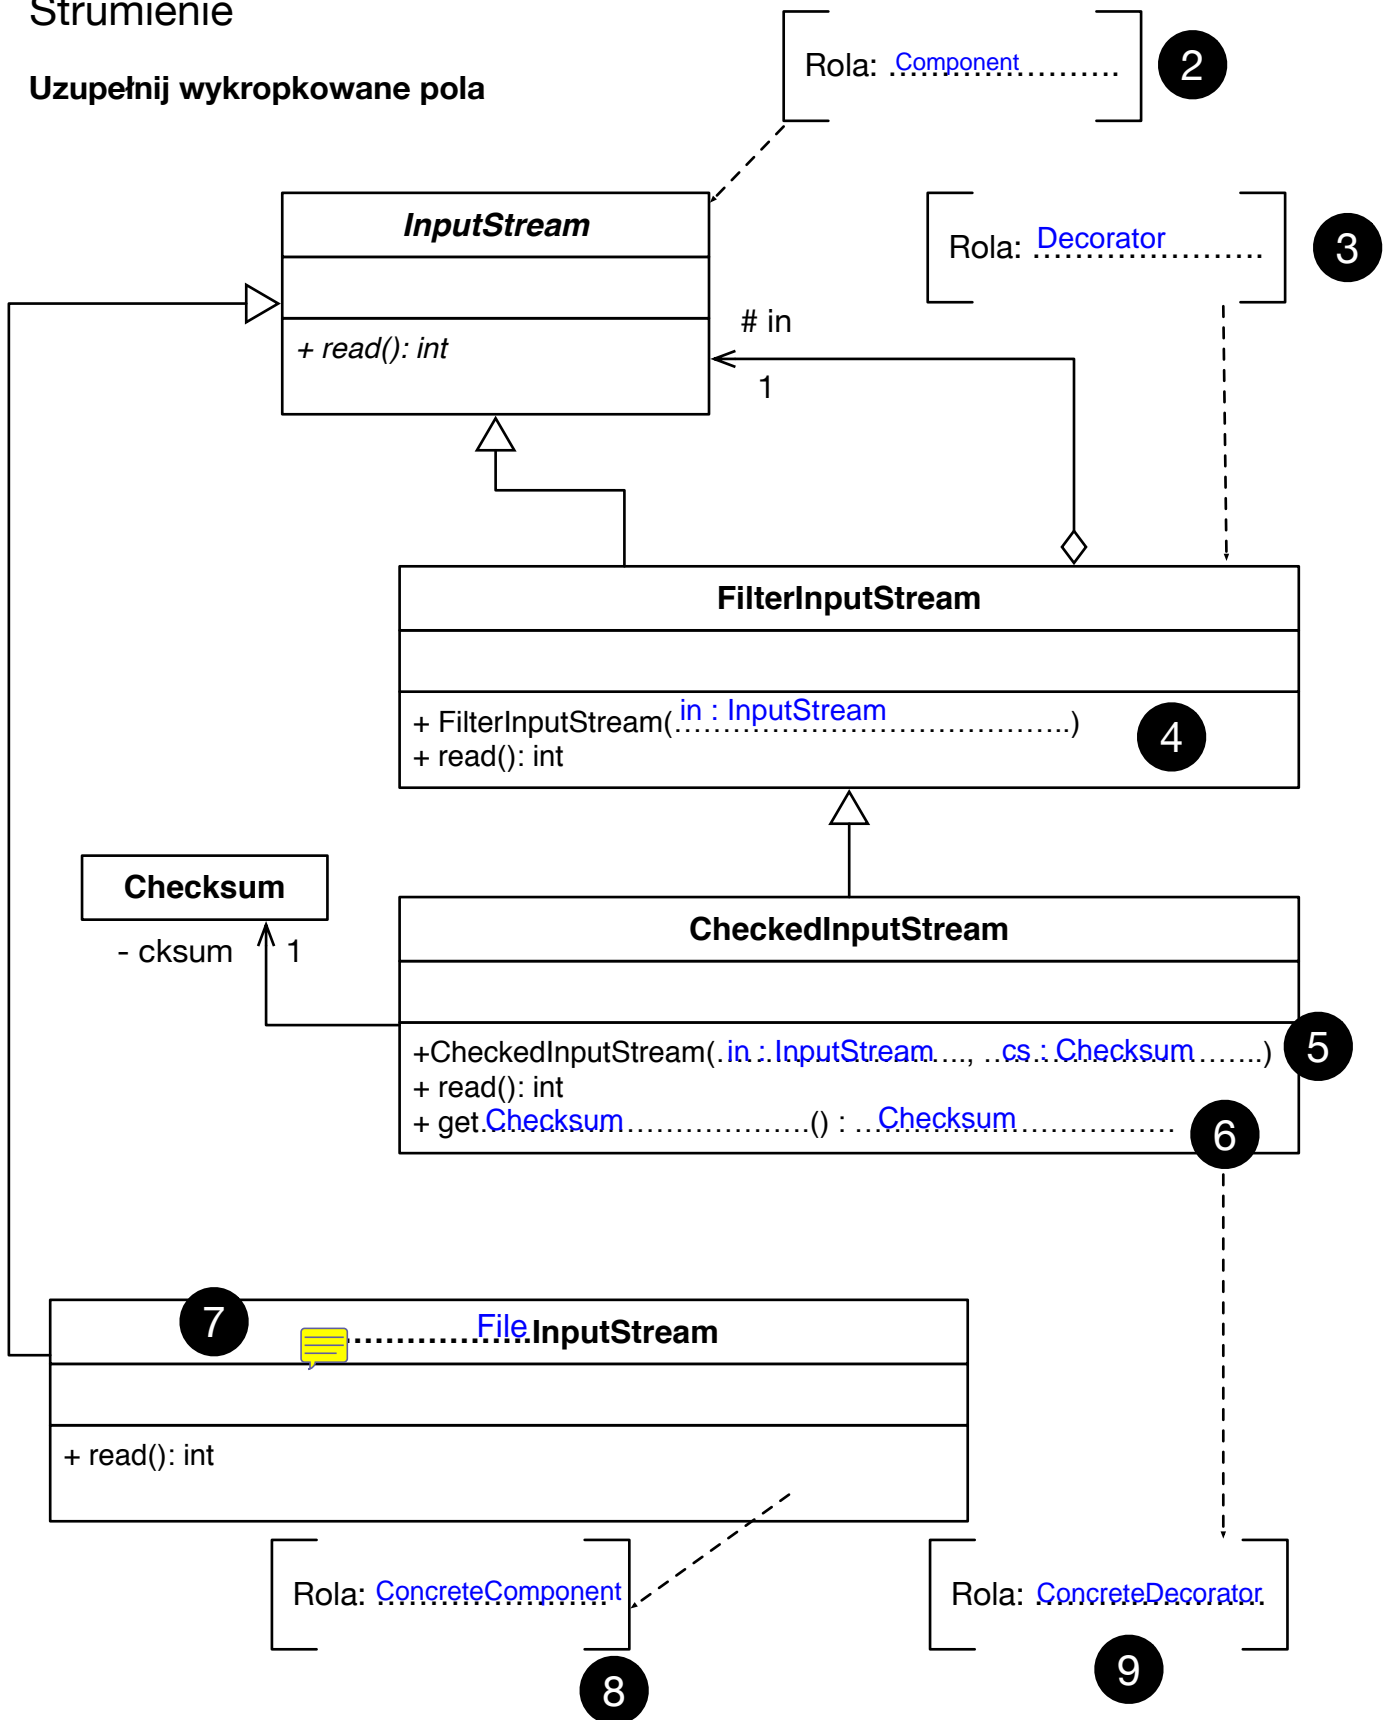 Strumienie
Uzupełnij wykropkowane pola
Rola: Component
2
Rola: Decorator
3
InputStream
+ read(): int
# in
1
FilterInputStream
+ FilterInputStream(in : InputStream)
+ read(): int
4
Checksum
- cksum 1
CheckedInputStream
+CheckedInputStream(in : InputStream, cs : Checksum)
5
+ read(): int
+ getChecksum() : Checksum
6
7
FileInputStream
+ read(): int
Rola: ConcreteComponent
8
Rola: ConcreteDecorator
9